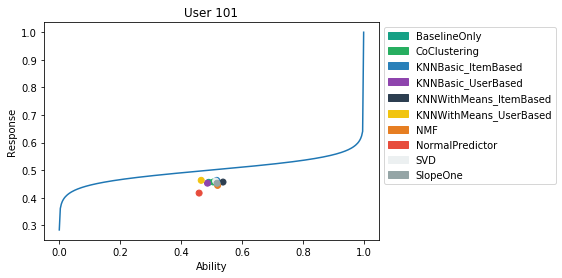 User 101
1.0
0.9
0.8
0.7
0.6
0.5
0.4
0.3
Response
0.0
0.2
0.4
0.6
0.8
1.0
Ability
BaselineOnly
CoClustering
KNNBasic_ItemBased
KNNBasic_UserBased
KNNWithMeans_ItemBased
KNNWithMeans_UserBased
NMF
NormalPredictor
SVD
SlopeOne